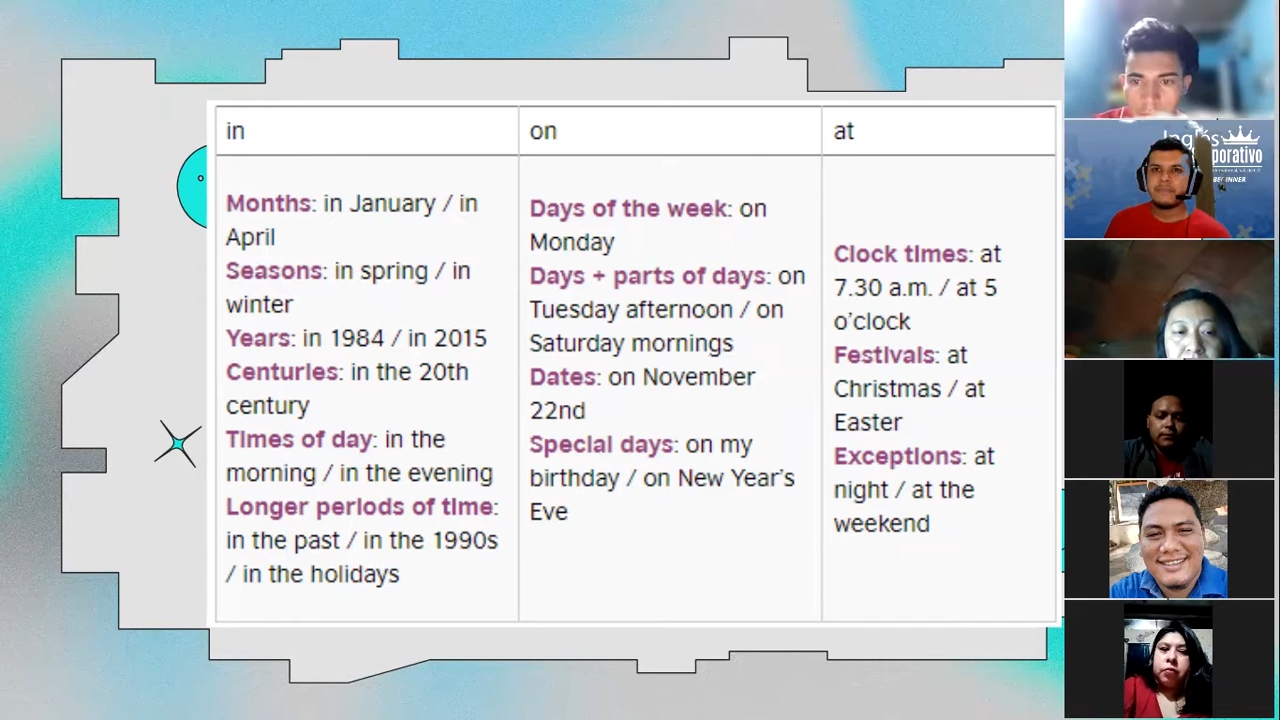 in
Months: in January / in
April
Seasons: in spring / in
winter
Years: in 1984 / in 2015
Centuries: in the 20th
century
Times of day: in the
morning / in the evening
Longer periods of time:
in the past / in the 1990s
/ in the holidays
on
Days of the week: on
Monday
Days + parts of days: on
Tuesday afternoon / on
Saturday mornings
Dates: on November
22nd
Special days: on my
birthday / on New Year's
Eve
at
Clock times: at
7.30 a.m. / at 5
o'clock
Festivals: at
Christmas / at
Easter
Exceptions: at
night / at the
weekend
Inglés